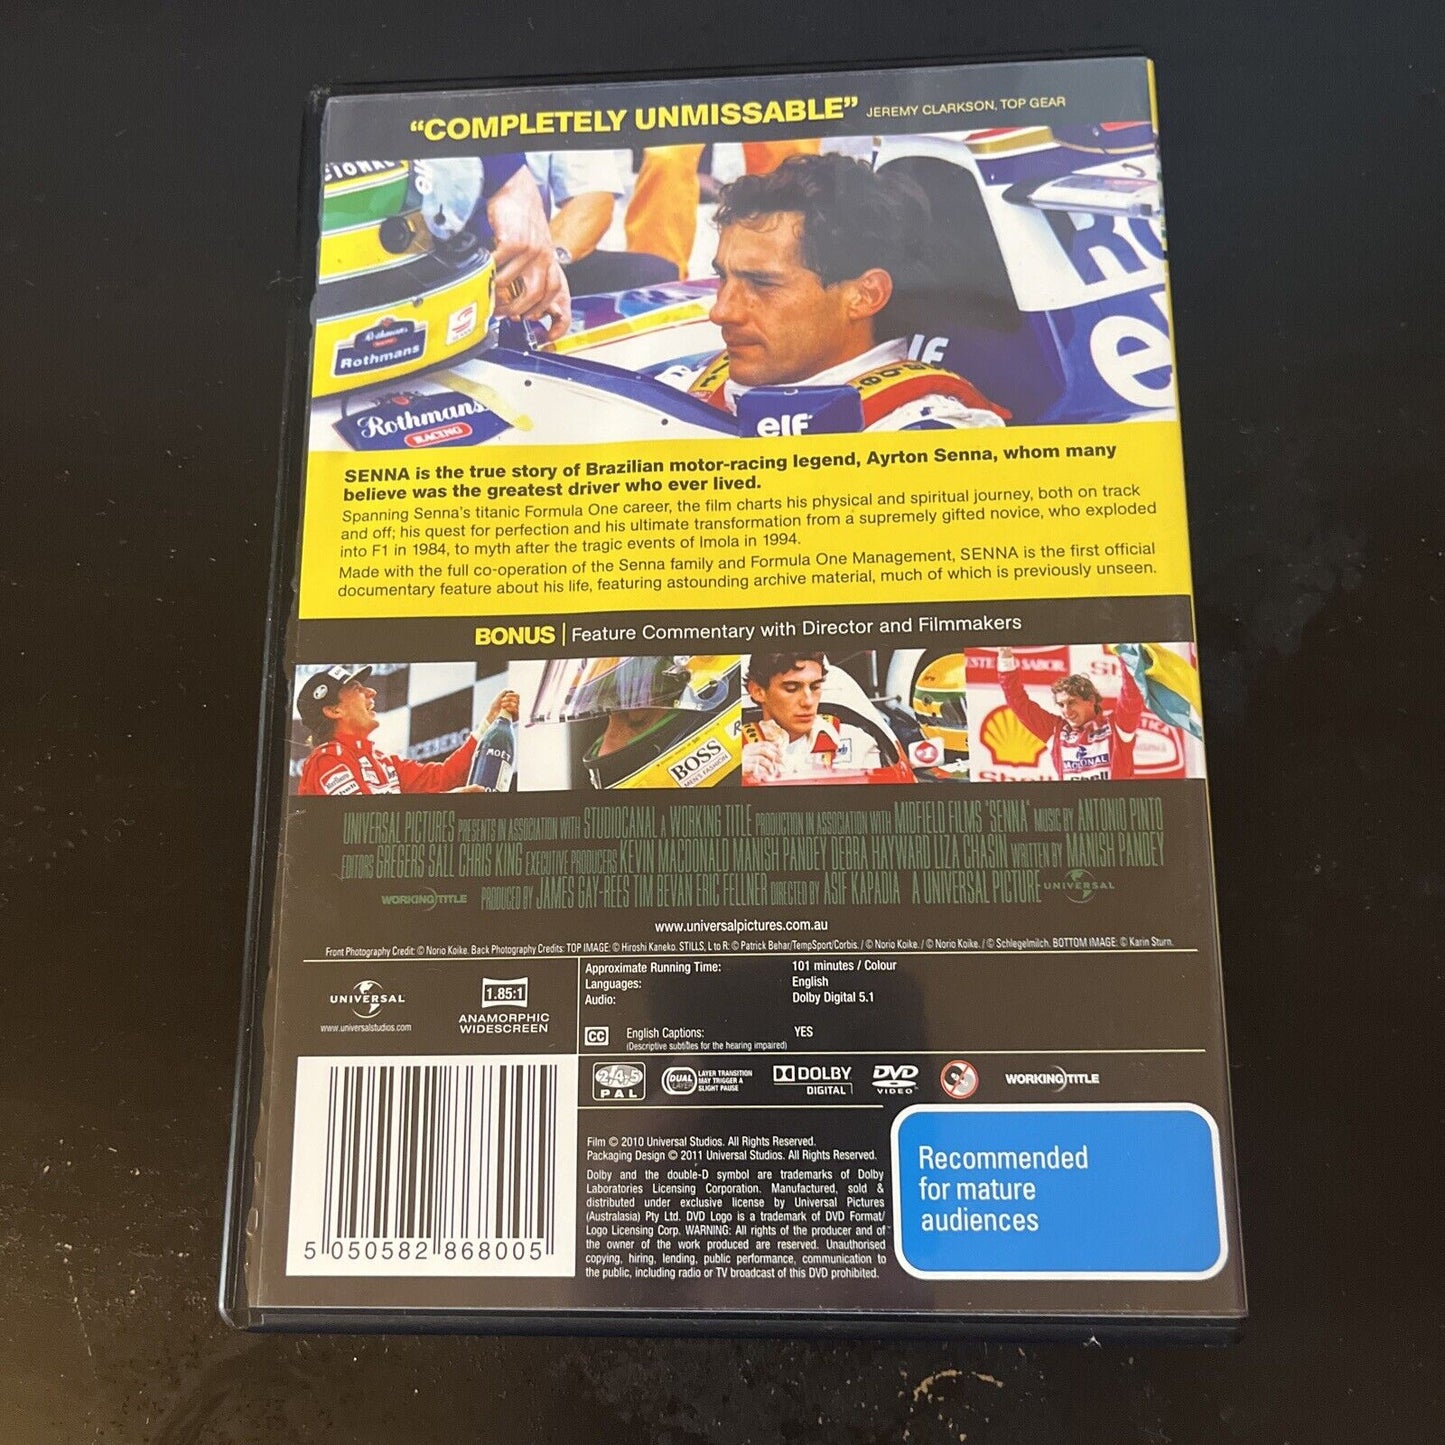 “COMPLETELY UNMISSABLE” JEREMY CLARKSON, TOP GEAR
CIONAL
elf
Rothmans
Rothmans
Rothmans
RACING
elf
elf
SENNA is the true story of Brazilian motor-racing legend, Ayrton Senna, whom many
believe was the greatest driver who ever lived.
Spanning Senna's titanic Formula One career, the film charts his physical and spiritual journey, both on track
and off; his quest for perfection and his ultimate transformation from a supremely gifted novice, who exploded
into F1 in 1984, to myth after the tragic events of Imola in 1994.
Made with the full co-operation of the Senna family and Formula One Management, SENNA is the first official
documentary feature about his life, featuring astounding archive material, much of which is previously unseen.
BONUS | Feature Commentary with Director and Filmmakers
Marlboro
MOËT
BOSS
MEN'S FASHION
1
Shell
Shell
UNIVERSAL PICTURES PRESENTS IN ASSOCIATION WITH STUDIOCANAL A WORKING TITLE PRODUCTION IN ASSOCIATION WITH MIDFIELD FILMS "SENNA" MUSIC BY ANTONIO PINTO
EDITORS GREGERS SALL CHRIS KING EXECUTIVE PRODUCERS KEVIN MACDONALD MANISH PANDEY DEBRA HAYWARD LIZA CHASIN WRITTEN BY MANISH PANDEY
WORKING TITLE PRODUCED BY JAMES GAY-REES TIM BEVAN ERIC FELLNER DIRECTED BY ASIF KAPADIA A UNIVERSAL PICTURE UNIVERSAL
www.universalpictures.com.au
Front Photography Credit: © Norio Koike. Back Photography Credits: TOP IMAGE: © Hiroshi Kaneko. STILLS, L to R: © Patrick Behar/TempSport/Corbis. / © Norio Koike. / © Norio Koike. / © Schlegelmilch. BOTTOM IMAGE: © Karin Sturn.
UNIVERSAL
www.universalstudios.com
1.85:1
ANAMORPHIC
WIDESCREEN
Approximate Running Time: 101 minutes / Colour
Languages: English
Audio: Dolby Digital 5.1
CC English Captions: YES
(Descriptive subtitles for the hearing impaired)
2·4·5
PAL
DUAL
LAYER
LAYER TRANSITION
MAY TRIGGER A
SLIGHT PAUSE
DOLBY
DIGITAL
DVD
VIDEO
WORKING TITLE
Film © 2010 Universal Studios. All Rights Reserved.
Packaging Design © 2011 Universal Studios. All Rights Reserved.
Dolby and the double-D symbol are trademarks of Dolby
Laboratories Licensing Corporation. Manufactured, sold &
distributed under exclusive license by Universal Pictures
(Australasia) Pty Ltd. DVD Logo is a trademark of DVD Format/
Logo Licensing Corp. WARNING: All rights of the producer and of
the owner of the work produced are reserved. Unauthorised
copying, hiring, lending, public performance, communication to
the public, including radio or TV broadcast of this DVD prohibited.
Recommended
for mature
audiences
5 050582 868005